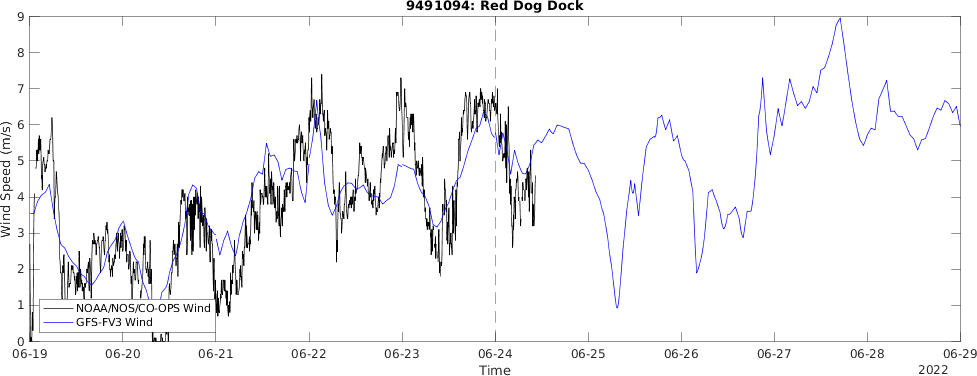 9491094: Red Dog Dock
9
8
7
6
5
4
3
2
1
0
Wind Speed (m/s)
NOAA/NOS/CO-OPS Wind
GFS-FV3 Wind
06-19 06-20 06-21 06-22 06-23 06-24 06-25 06-26 06-27 06-28 06-29
Time
2022